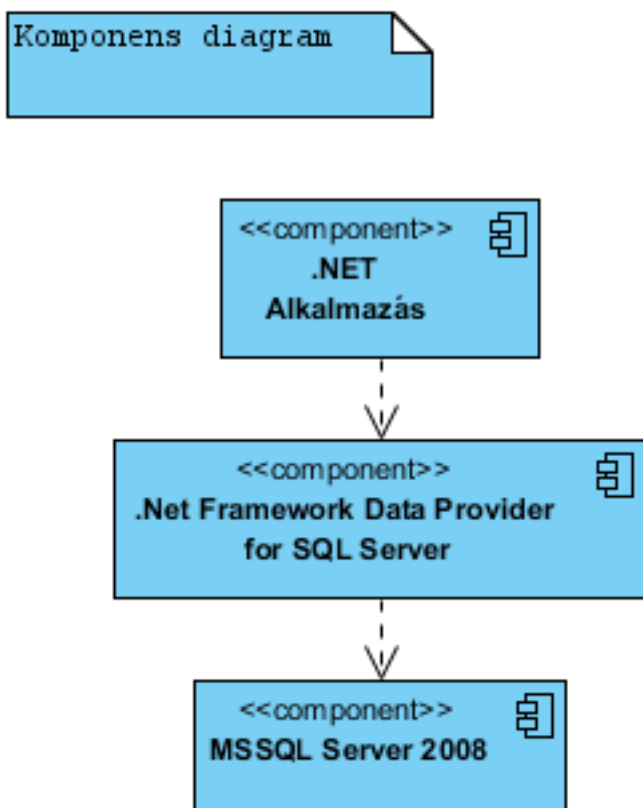 Komponens diagram
<<component>>
.NET
Alkalmazás
<<component>>
.Net Framework Data Provider
for SQL Server
<<component>>
MSSQL Server 2008